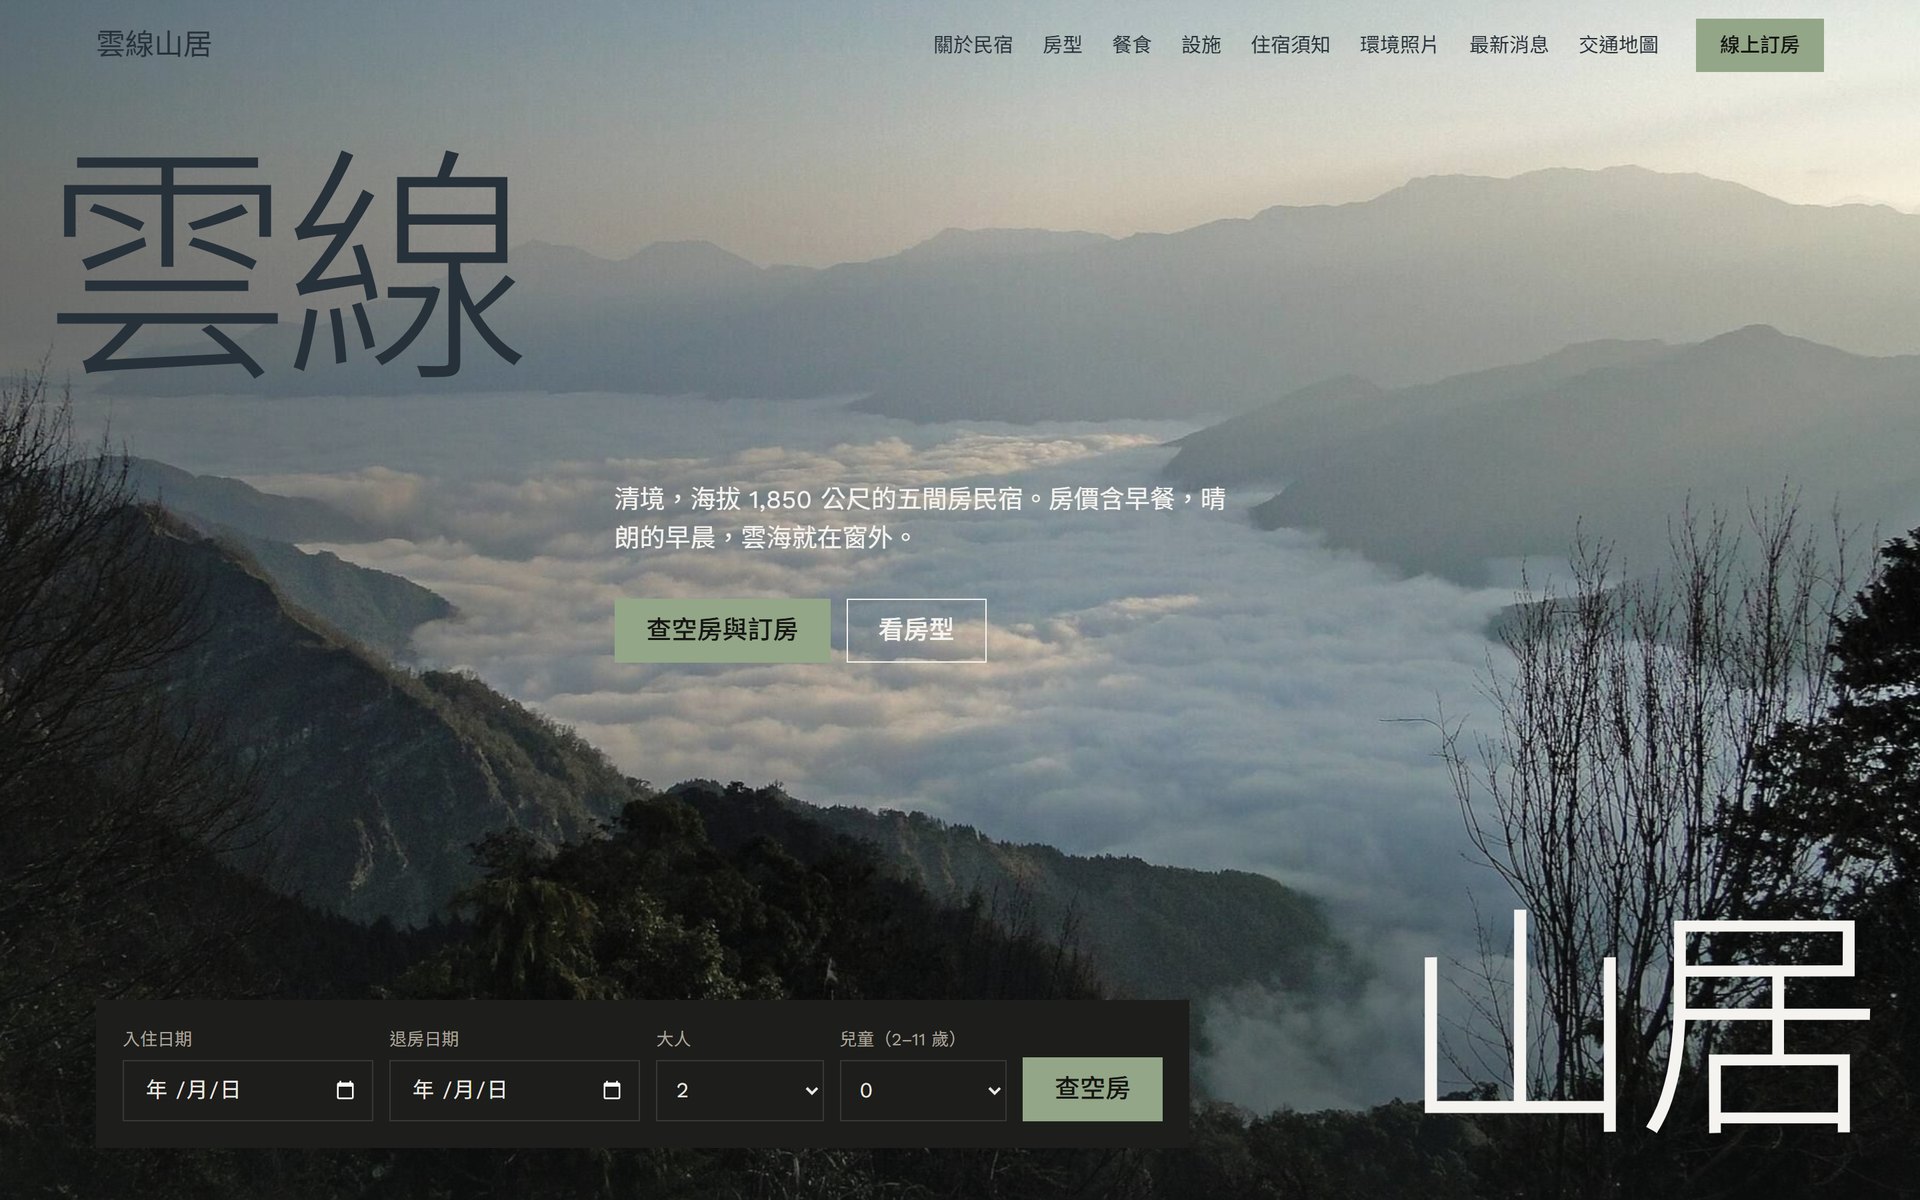 雲線山居
關於民宿
房型
餐食
設施
住宿須知
環境照片
最新消息
交通地圖
線上訂房
雲線
清境，海拔 1,850 公尺的五間房民宿。房價含早餐，晴
朗的早晨，雲海就在窗外。
查空房與訂房
看房型
山居
入住日期
退房日期
大人
兒童（2–11 歲）
年 /月/日
年 /月/日
2
0
查空房